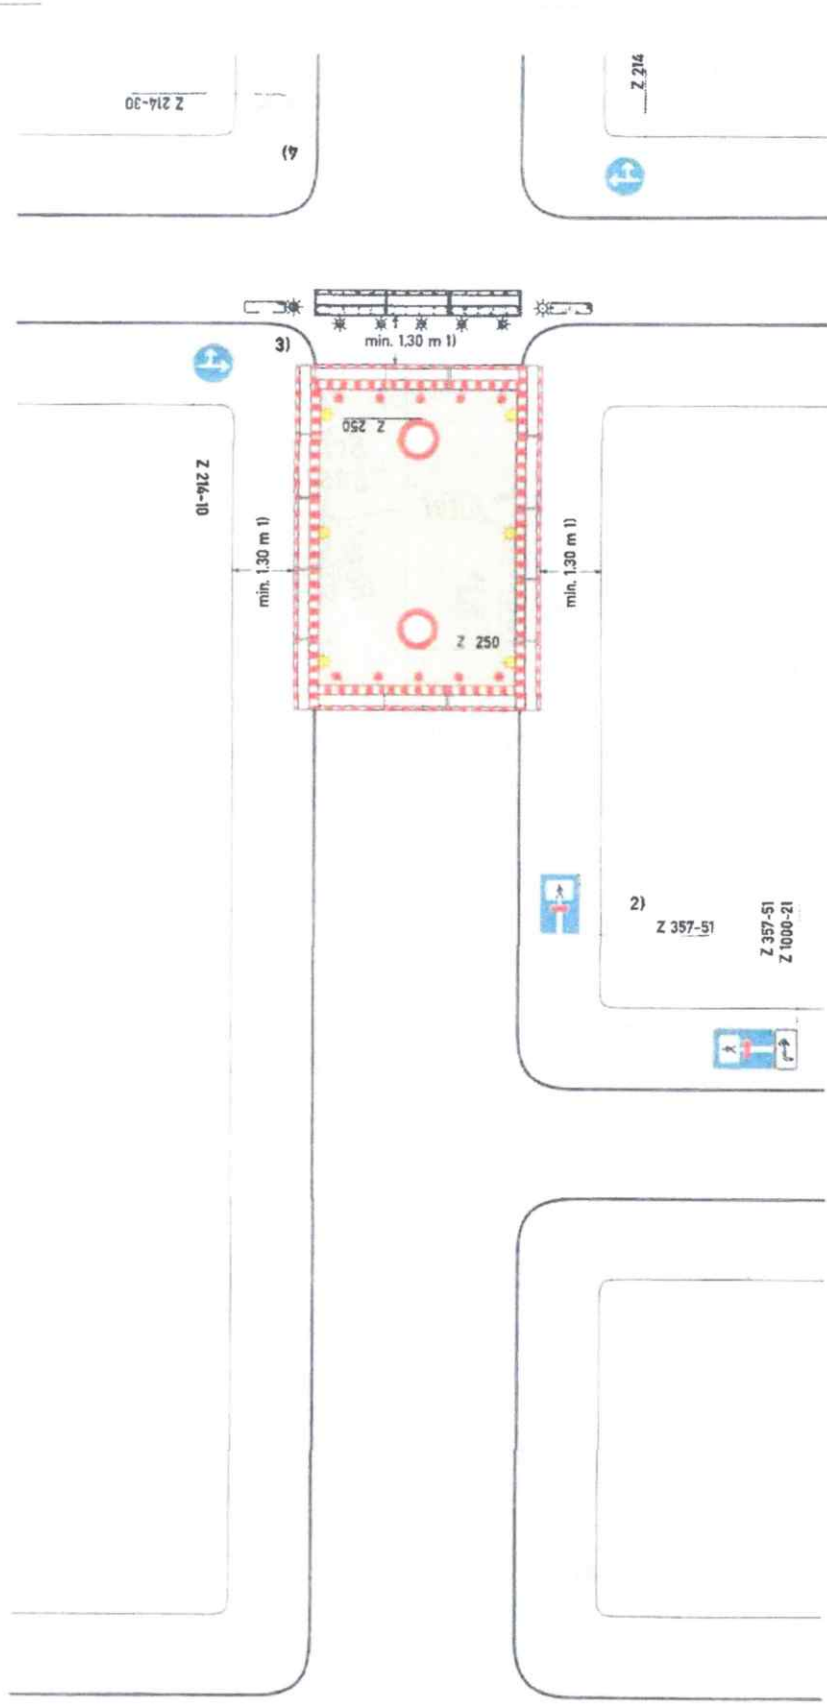 Z 214-30
Z 214
4)
3)
min. 1,30 m 1)
Z 250
Z 214-10
min. 1.30 m 1)
min. 1.30 m 1)
Z 250
2)
Z 357-51
Z 357-51
Z 1000-21